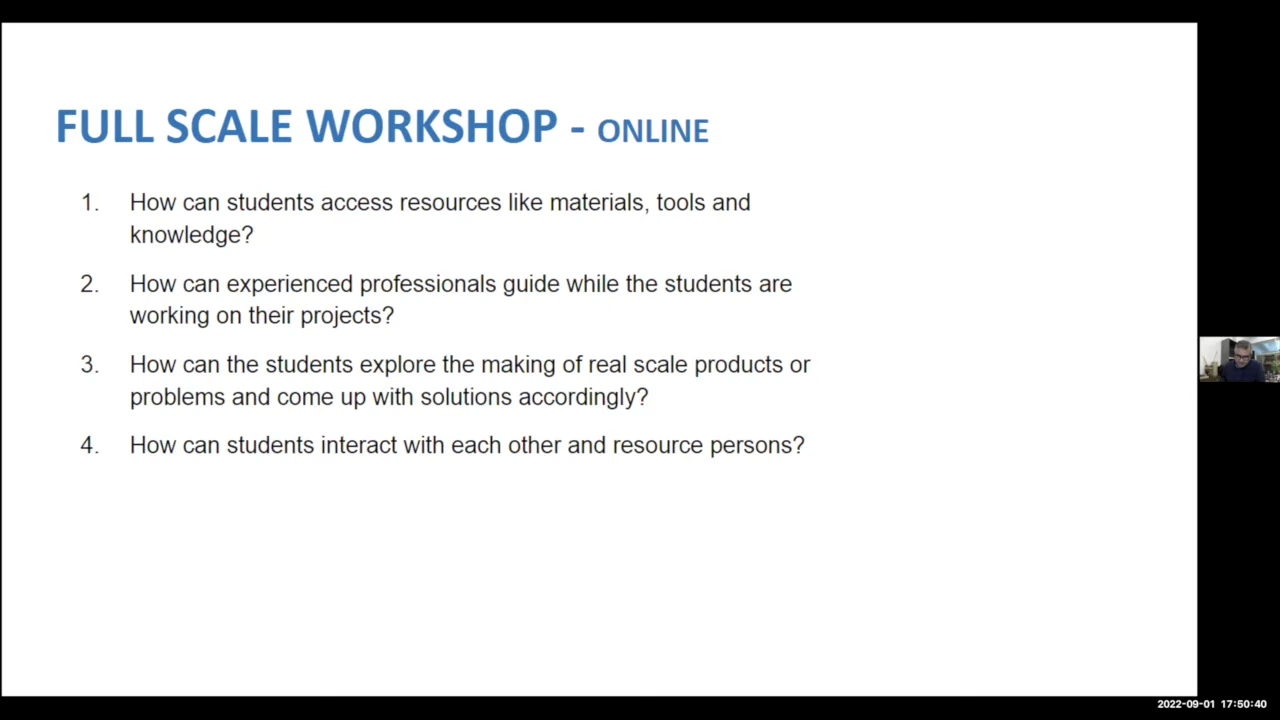 FULL SCALE WORKSHOP - ONLINE
1. How can students access resources like materials, tools and
knowledge?
2. How can experienced professionals guide while the students are
working on their projects?
3. How can the students explore the making of real scale products or
problems and come up with solutions accordingly?
4. How can students interact with each other and resource persons?
2022-09-01 17:50:40